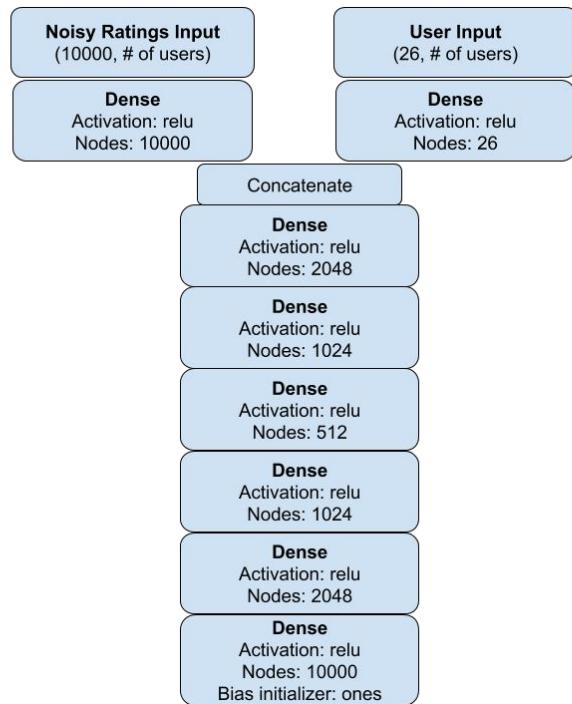 Noisy Ratings Input
(10000, # of users)
Dense
Activation: relu
Nodes: 10000
User Input
(26, # of users)
Dense
Activation: relu
Nodes: 26
Concatenate
Dense
Activation: relu
Nodes: 2048
Dense
Activation: relu
Nodes: 1024
Dense
Activation: relu
Nodes: 512
Dense
Activation: relu
Nodes: 1024
Dense
Activation: relu
Nodes: 2048
Dense
Activation: relu
Nodes: 10000
Bias initializer: ones